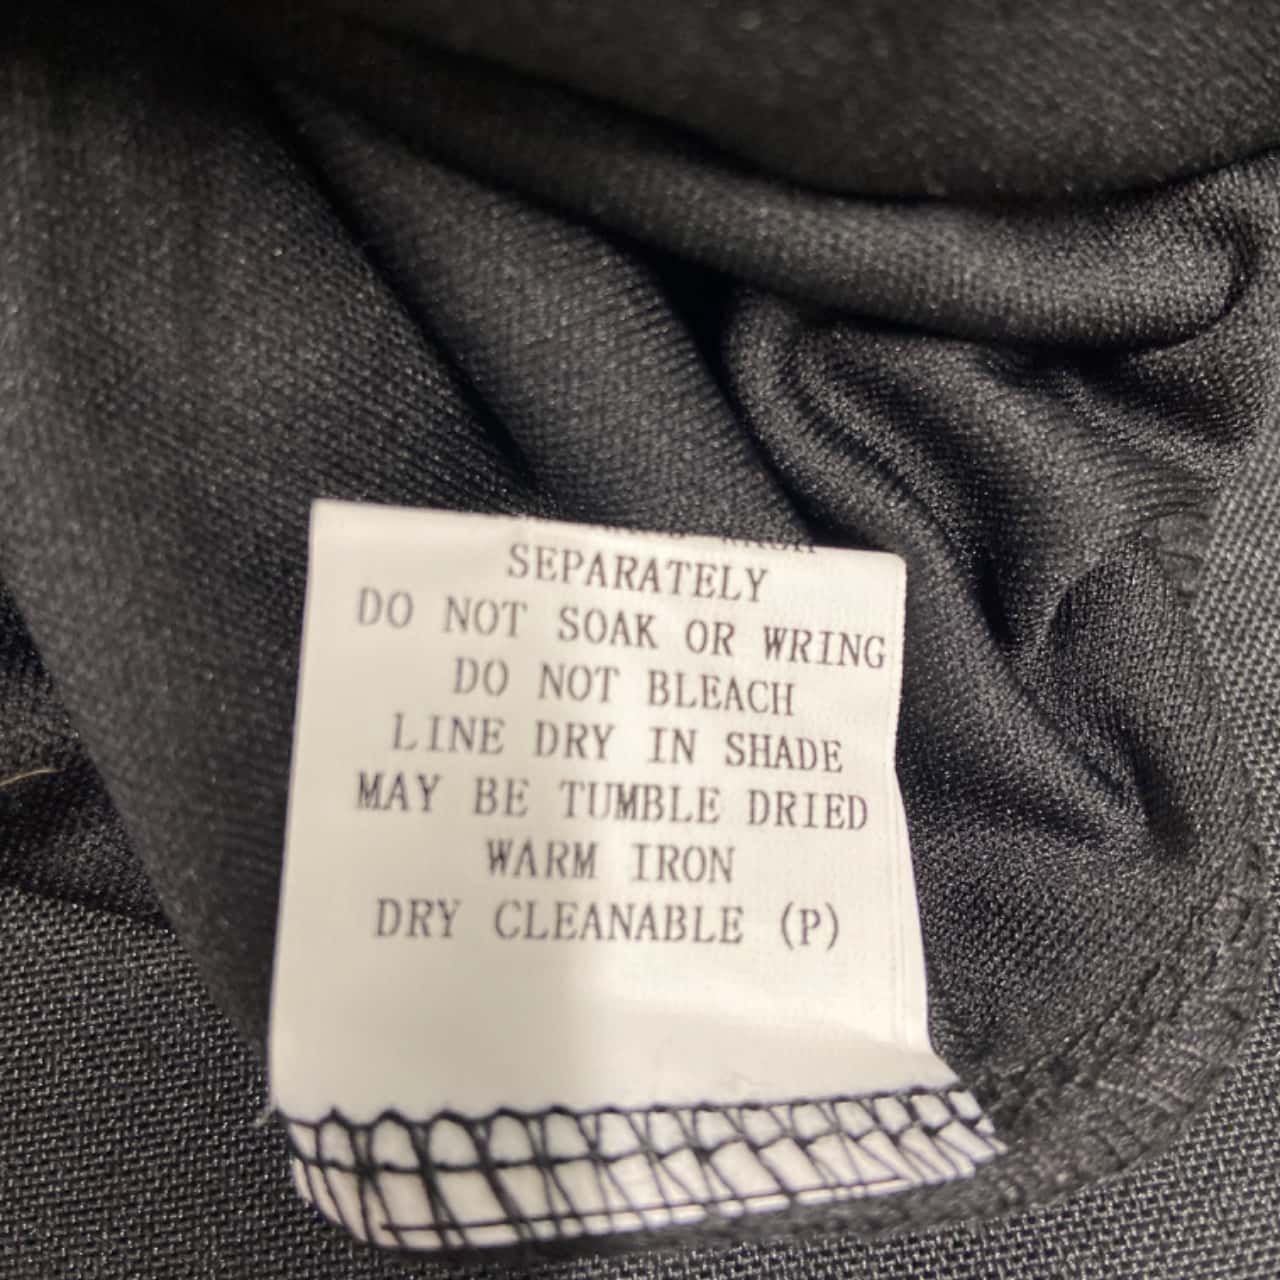 SEPARATELY
DO NOT SOAK OR WRING
DO NOT BLEACH
LINE DRY IN SHADE
MAY BE TUMBLE DRIED
WARM IRON
DRY CLEANABLE (P)